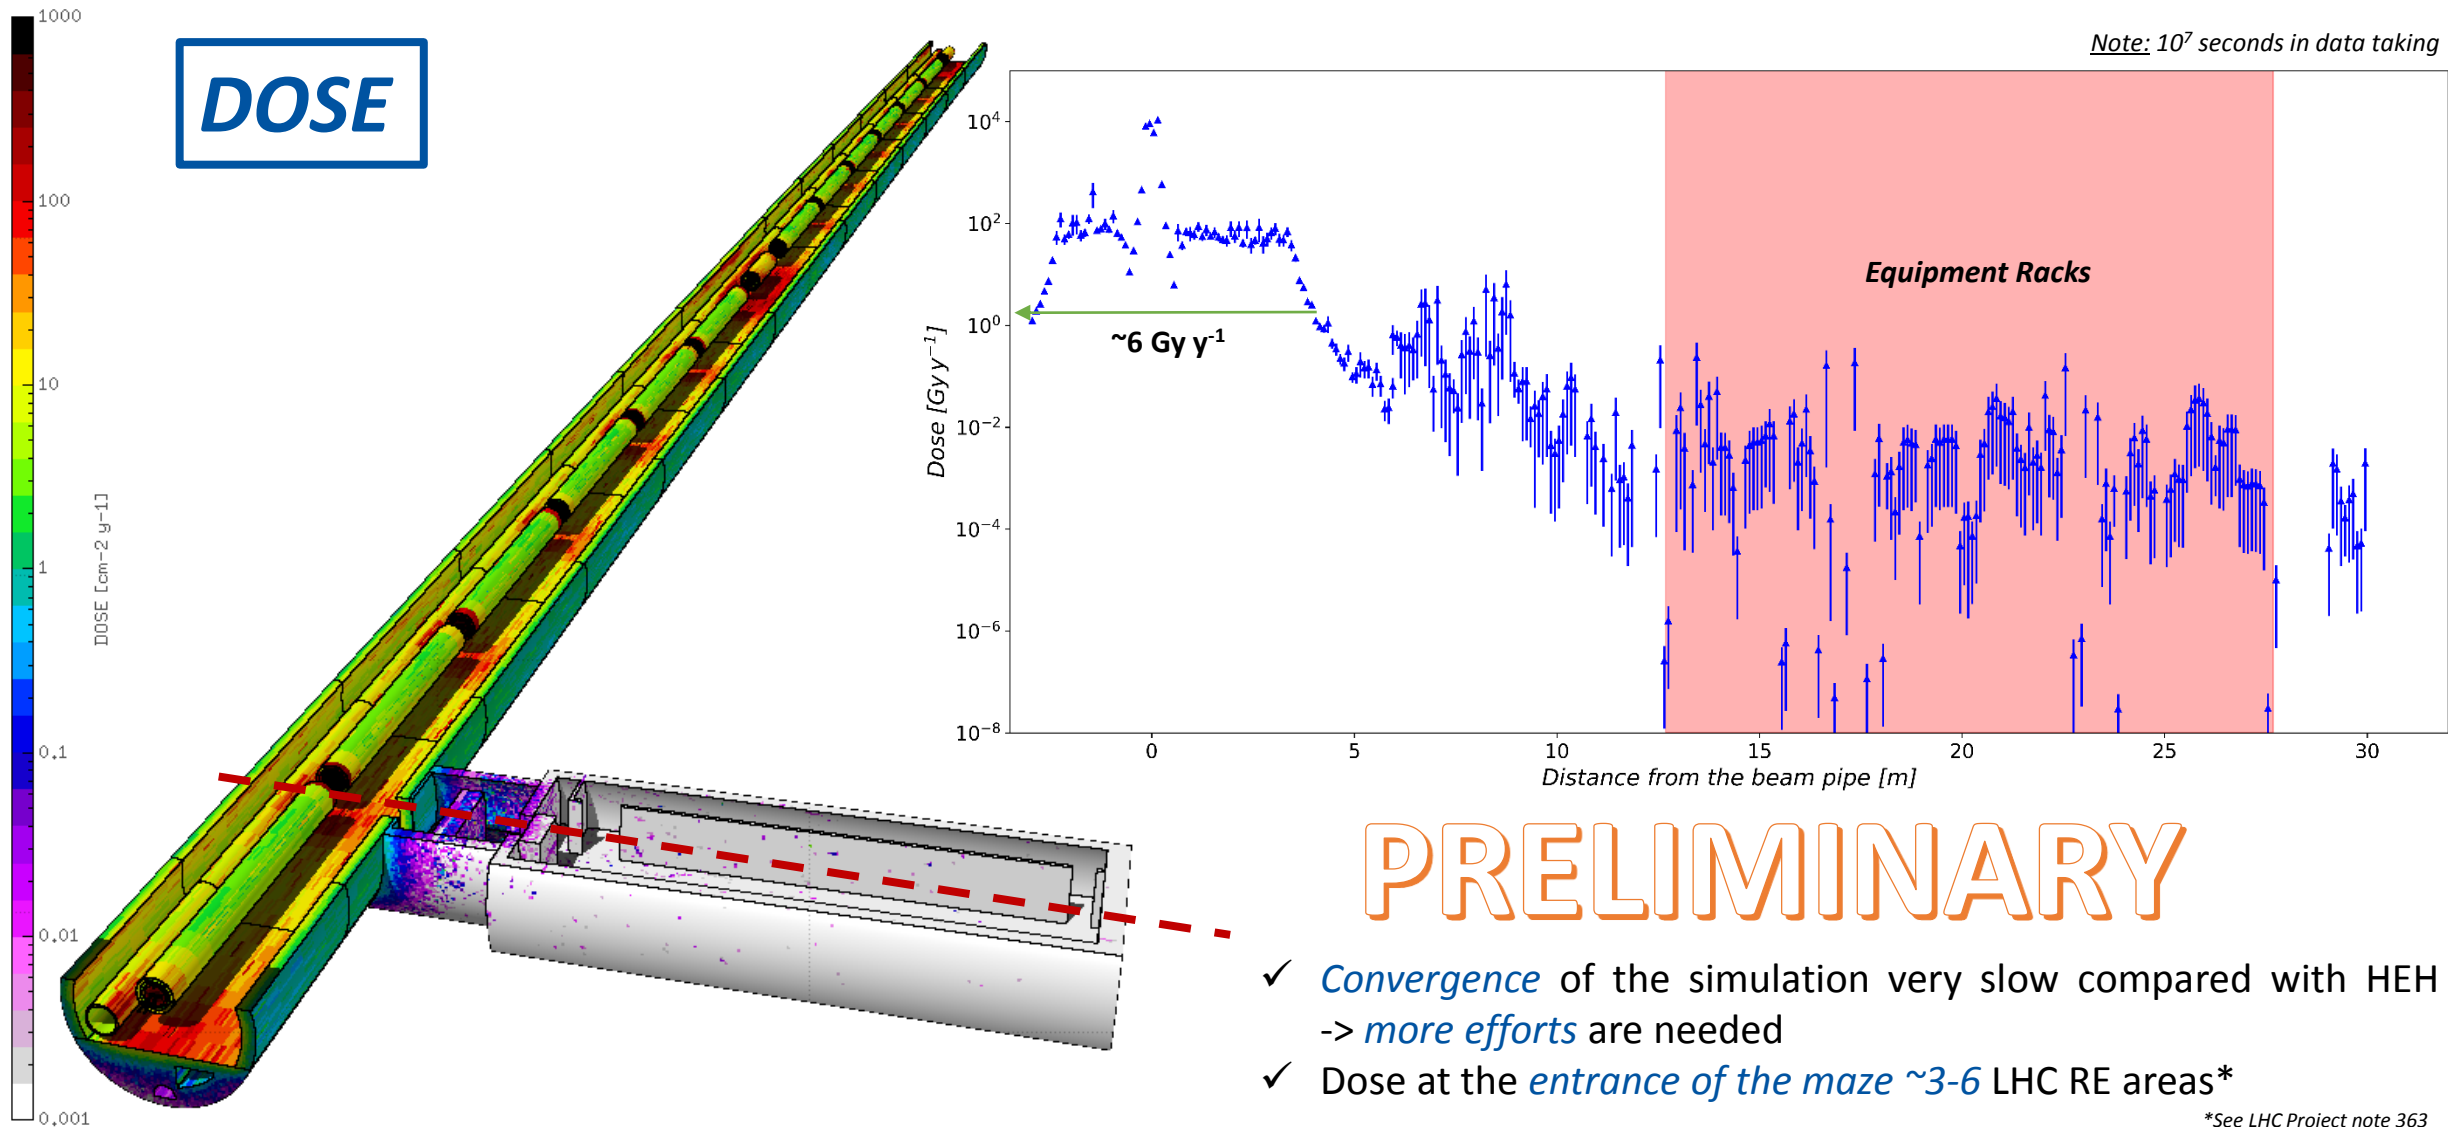 1000
100
10
1
0.1
0.01
0.001
DOSE [cm-2 y-1]
DOSE
Note: 10⁷ seconds in data taking
10⁴
10²
10⁰
10⁻²
10⁻⁴
10⁻⁶
10⁻⁸
Dose [Gy y⁻¹]
~6 Gy y⁻¹
Equipment Racks
0 5 10 15 20 25 30
Distance from the beam pipe [m]
PRELIMINARY
✓ Convergence of the simulation very slow compared with HEH
-> more efforts are needed
✓ Dose at the entrance of the maze ~3-6 LHC RE areas*
*See LHC Project note 363